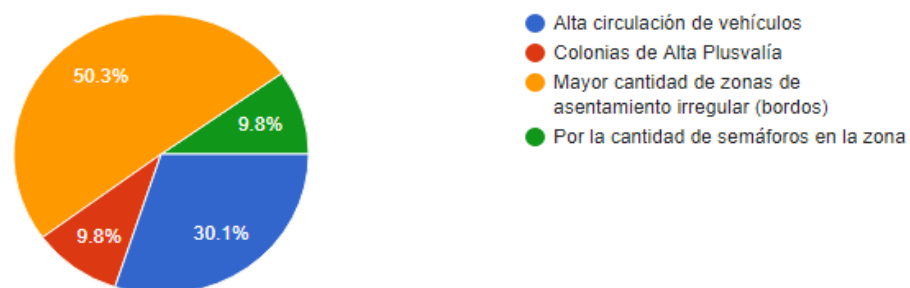 50.3%
9.8%
9.8%
30.1%
Alta circulación de vehículos
Colonias de Alta Plusvalía
Mayor cantidad de zonas de
asentamiento irregular (bordos)
Por la cantidad de semáforos en la zona